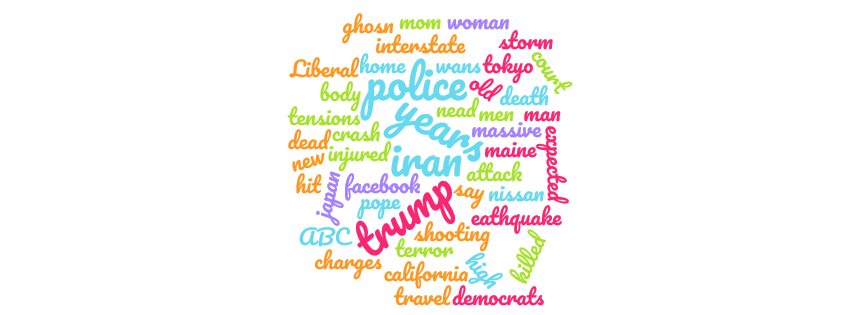 ghosn mom woman
interstate storm
Liberal home wans tokyo court
police old
body death
years nead men man
tensions
crash massive expected
dead injured iran maine
new attack
hit japan facebook say nissan
pope trump eathquake
ABC shooting
terror killed
charges california high
travel democrats